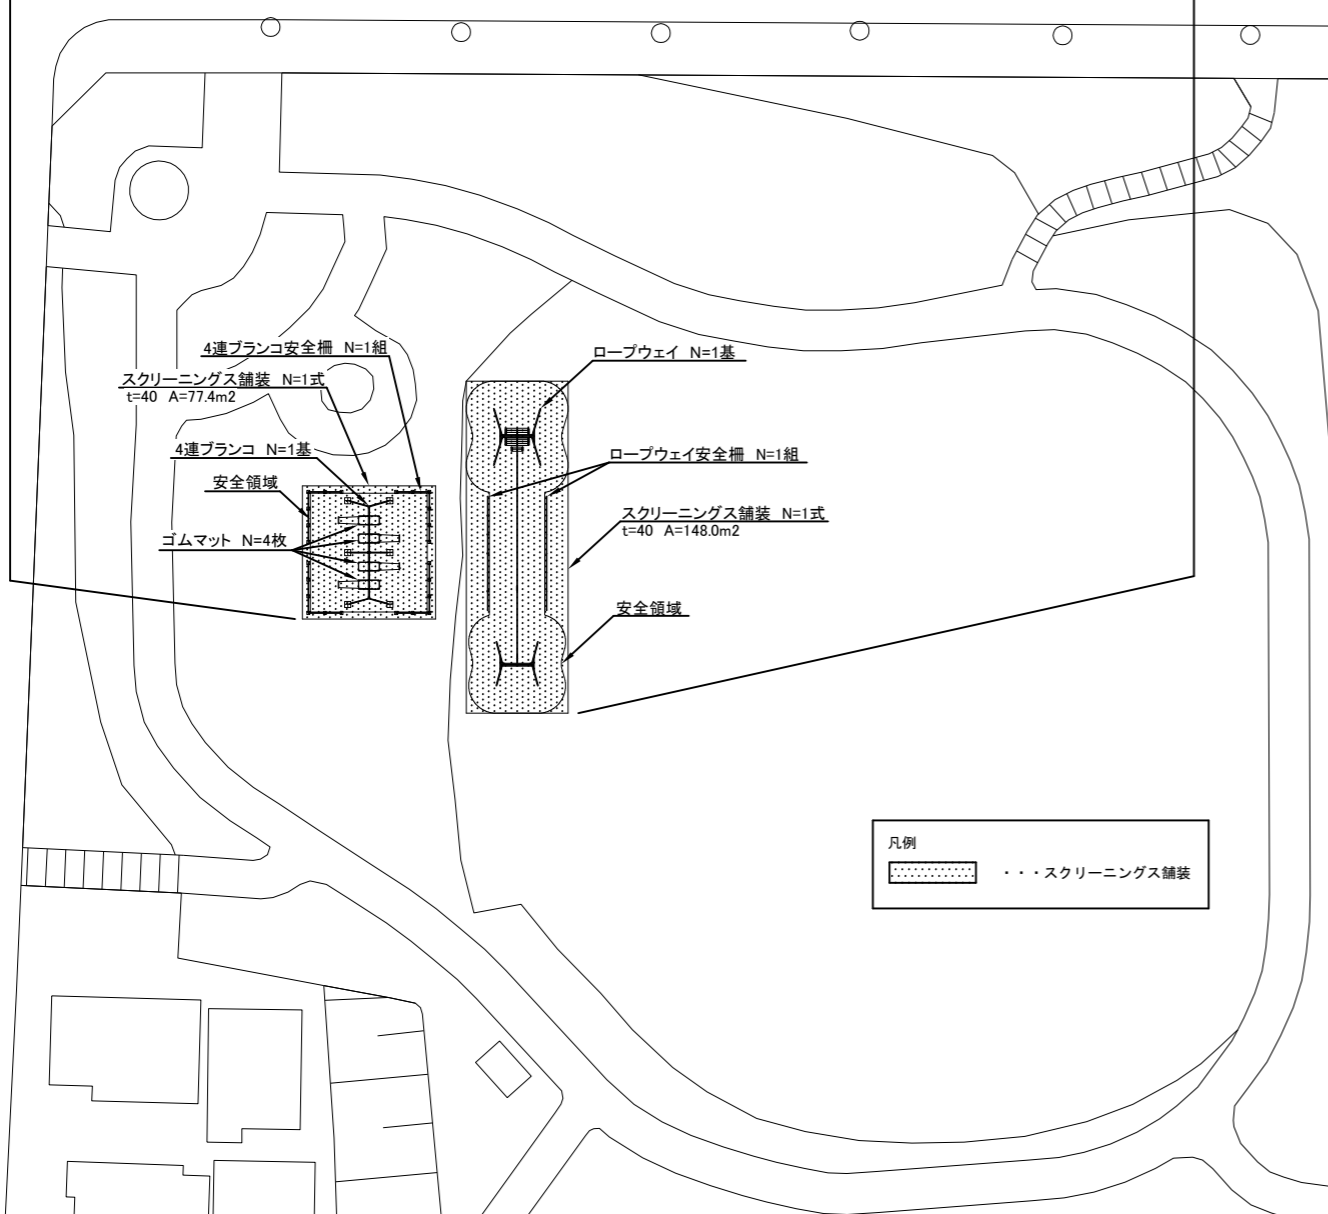 4連ブランコ安全柵 N=1組
スクリーニングス舗装 N=1式
t=40 A=77.4m2
4連ブランコ N=1基
安全領域
ゴムマット N=4枚
ロープウェイ N=1基
ロープウェイ安全柵 N=1組
スクリーニングス舗装 N=1式
t=40 A=148.0m2
安全領域
凡例
・・・スクリーニングス舗装